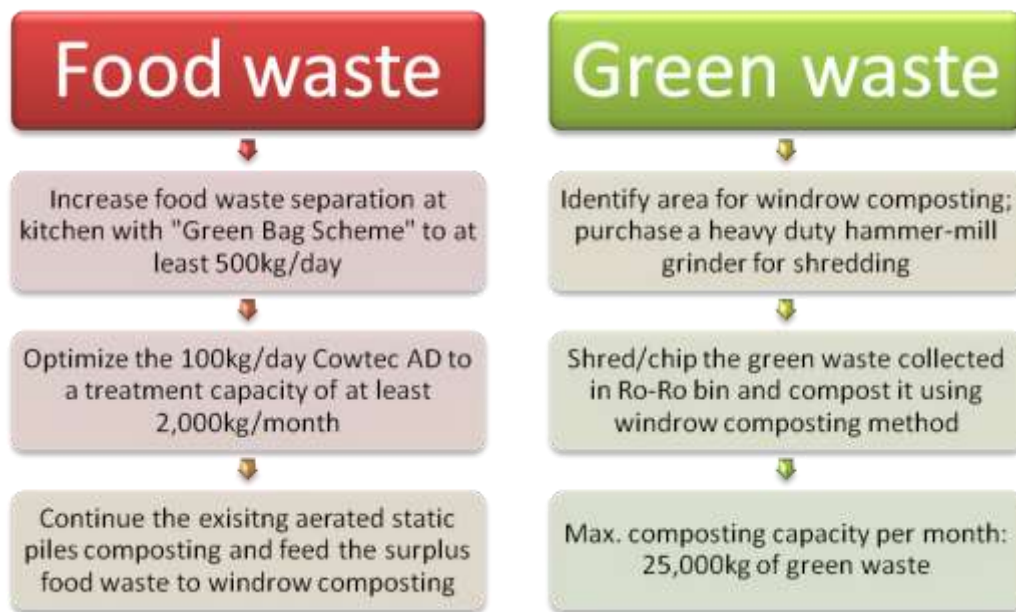 Food waste
Increase food waste separation at
kitchen with "Green Bag Scheme" to at
least 500kg/day
Optimize the 100kg/day Cowtec AD to
a treatment capacity of at least
2,000kg/month
Continue the exisitng aerated static
piles composting and feed the surplus
food waste to windrow composting
Green waste
Identify area for windrow composting;
purchase a heavy duty hammer-mill
grinder for shredding
Shred/chip the green waste collected
in Ro-Ro bin and compost it using
windrow composting method
Max. composting capacity per month:
25,000kg of green waste